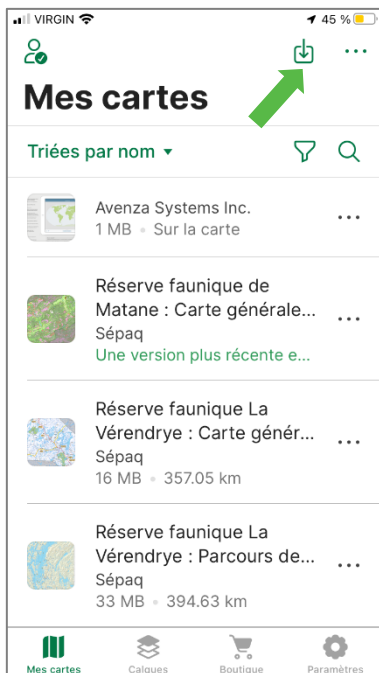 VIRGIN 45 %
Mes cartes
Triées par nom
Avenza Systems Inc.
1 MB • Sur la carte
Réserve faunique de
Matane : Carte générale...
Sépaq
Une version plus récente e...
Réserve faunique La
Vérendrye : Carte génér...
Sépaq
16 MB • 357.05 km
Réserve faunique La
Vérendrye : Parcours de...
Sépaq
33 MB • 394.63 km
Mes cartes Calques Boutique Paramètres